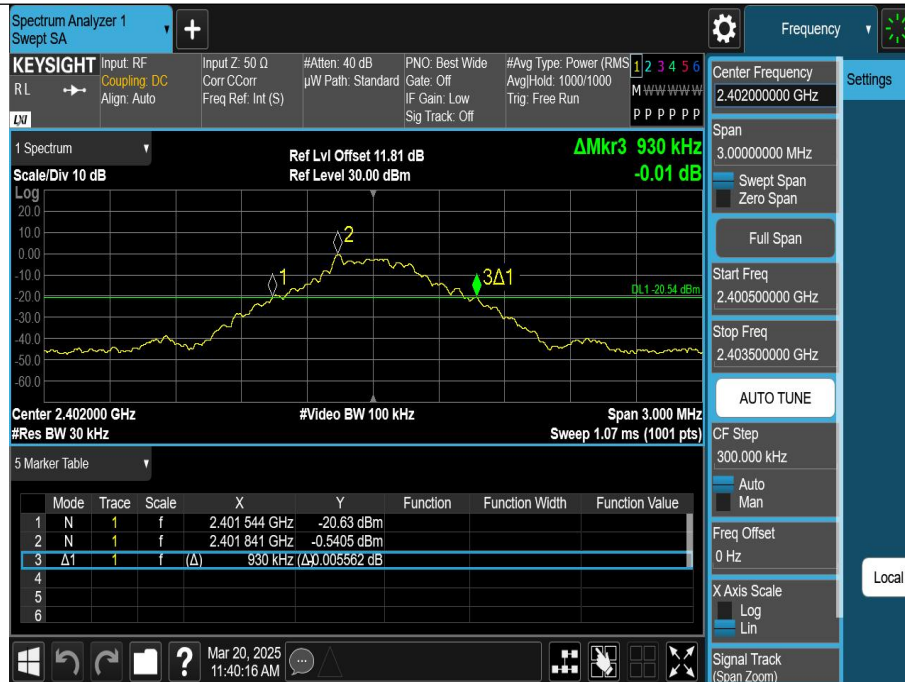 Spectrum Analyzer 1
Swept SA
+
Frequency
KEYSIGHT
RL
LXI
Input: RF
Coupling: DC
Align: Auto
Input Z: 50 Ω
Corr CCorr
Freq Ref: Int (S)
#Atten: 40 dB
µW Path: Standard
PNO: Best Wide
Gate: Off
IF Gain: Low
Sig Track: Off
#Avg Type: Power (RMS
Avg|Hold: 1000/1000
Trig: Free Run
1 2 3 4 5 6
M W W W W W
P P P P P P
1 Spectrum
Scale/Div 10 dB
Ref Lvl Offset 11.81 dB
Ref Level 30.00 dBm
ΔMkr3 930 kHz
-0.01 dB
Log
20.0
10.0
0.00
-10.0
-20.0
-30.0
-40.0
-50.0
-60.0
1
2
3Δ1
DL1 -20.54 dBm
Center 2.402000 GHz
#Video BW 100 kHz
Span 3.000 MHz
#Res BW 30 kHz
Sweep 1.07 ms (1001 pts)
5 Marker Table
Mode Trace Scale X Y Function Function Width Function Value
1 N 1 f 2.401 544 GHz -20.63 dBm
2 N 1 f 2.401 841 GHz -0.5405 dBm
3 Δ1 1 f (Δ) 930 kHz (Δ) -0.005562 dB
4
5
6
?
Mar 20, 2025
11:40:16 AM
Center Frequency
2.402000000 GHz
Settings
Span
3.00000000 MHz
Swept Span
Zero Span
Full Span
Start Freq
2.400500000 GHz
Stop Freq
2.403500000 GHz
AUTO TUNE
CF Step
300.000 kHz
Auto
Man
Freq Offset
0 Hz
Local
X Axis Scale
Log
Lin
Signal Track
(Span Zoom)